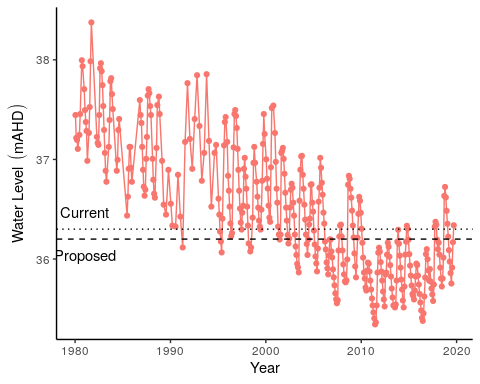 38
37
36
Current
Proposed
1980
1990
2000
2010
2020
Year
Water Level (mAHD)